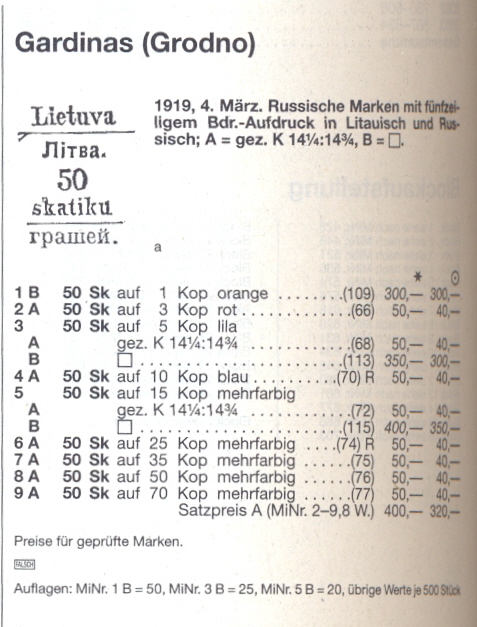 Gardinas (Grodno)
Lietuva
Літва.
50
skatiku
грашей.
1919, 4. März. Russische Marken mit fünfzei-
ligem Bdr.-Aufdruck in Litauisch und Rus-
sisch; A = gez. K 14¼:14¾, B = □.
a
* ⊙
1 B 50 Sk auf 1 Kop orange ........(109) 300,— 300,—
2 A 50 Sk auf 3 Kop rot .............(66) 50,— 40,—
3 50 Sk auf 5 Kop lila
A gez. K 14¼:14¾ .............(68) 50,— 40,—
B □ ........................(113) 350,— 300,—
4 A 50 Sk auf 10 Kop blau ..........(70) R 50,— 40,—
5 50 Sk auf 15 Kop mehrfarbig
A gez. K 14¼:14¾ .............(72) 50,— 40,—
B □ ........................(115) 400,— 350,—
6 A 50 Sk auf 25 Kop mehrfarbig ....(74) R 50,— 40,—
7 A 50 Sk auf 35 Kop mehrfarbig ......(75) 50,— 40,—
8 A 50 Sk auf 50 Kop mehrfarbig ......(76) 50,— 40,—
9 A 50 Sk auf 70 Kop mehrfarbig ......(77) 50,— 40,—
Satzpreis A (MiNr. 2–9,8 W.) 400,— 320,—
Preise für geprüfte Marken.
FALSCH
Auflagen: MiNr. 1 B = 50, MiNr. 3 B = 25, MiNr. 5 B = 20, übrige Werte je 500 Stück